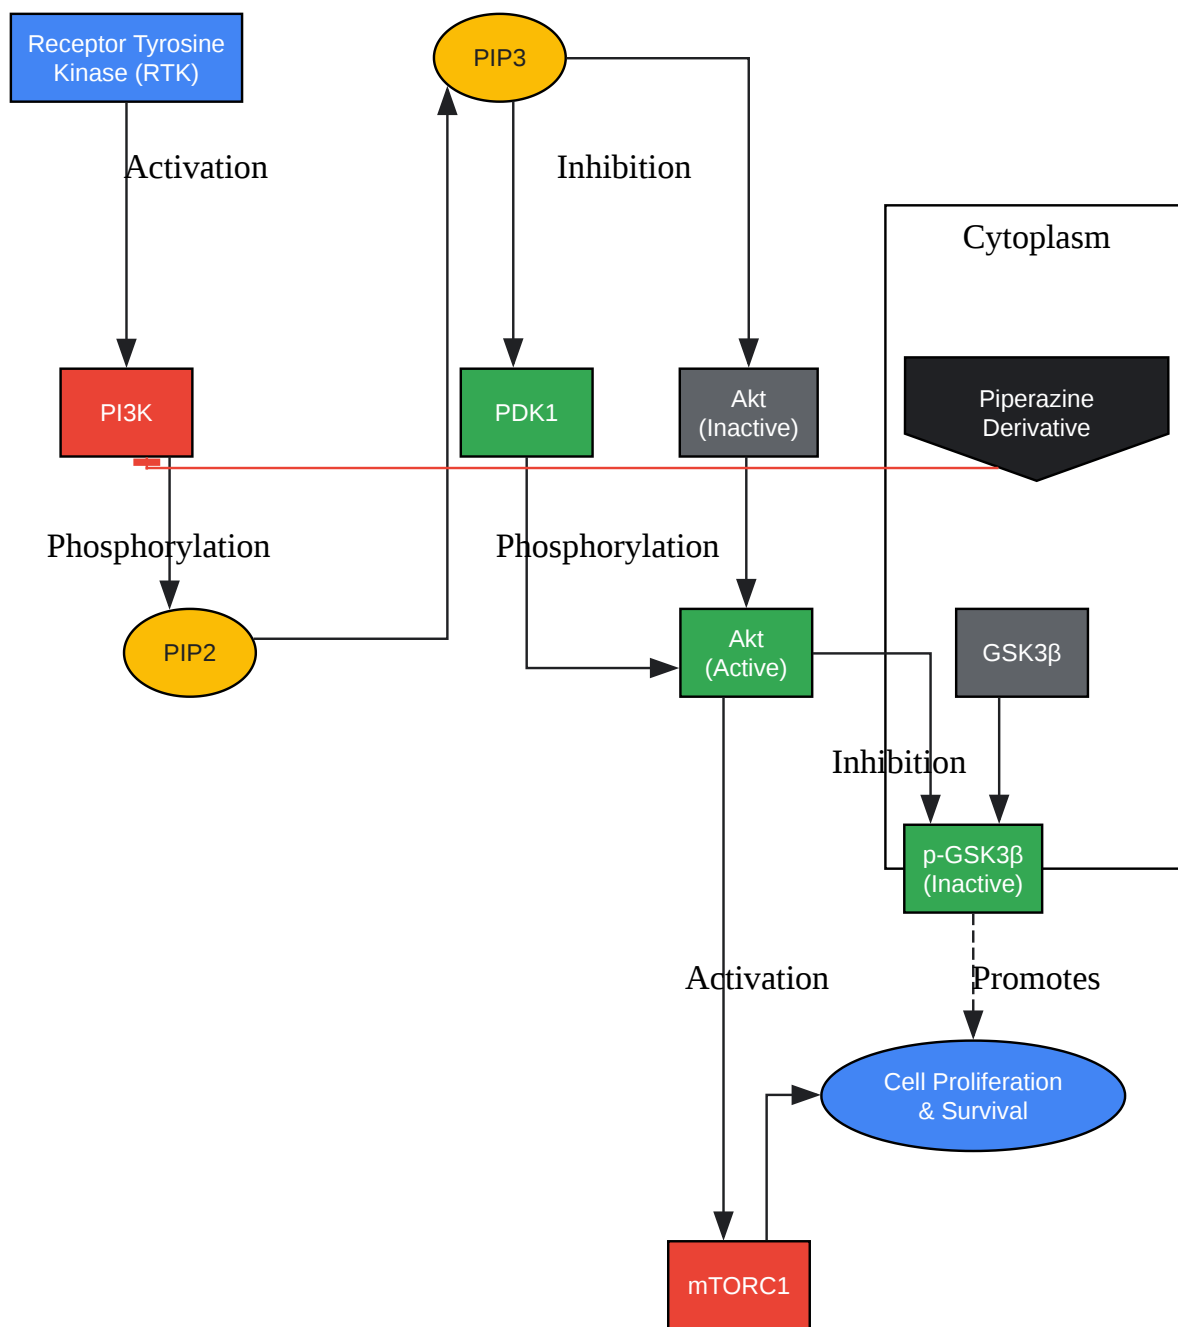 Receptor Tyrosine
Kinase (RTK)
PIP3
Activation
Inhibition
Cytoplasm
PI3K
PDK1
Akt
(Inactive)
Piperazine
Derivative
Phosphorylation
Phosphorylation
PIP2
Akt
(Active)
GSK3β
Inhibition
p-GSK3β
(Inactive)
Activation
Promotes
Cell Proliferation
& Survival
mTORC1